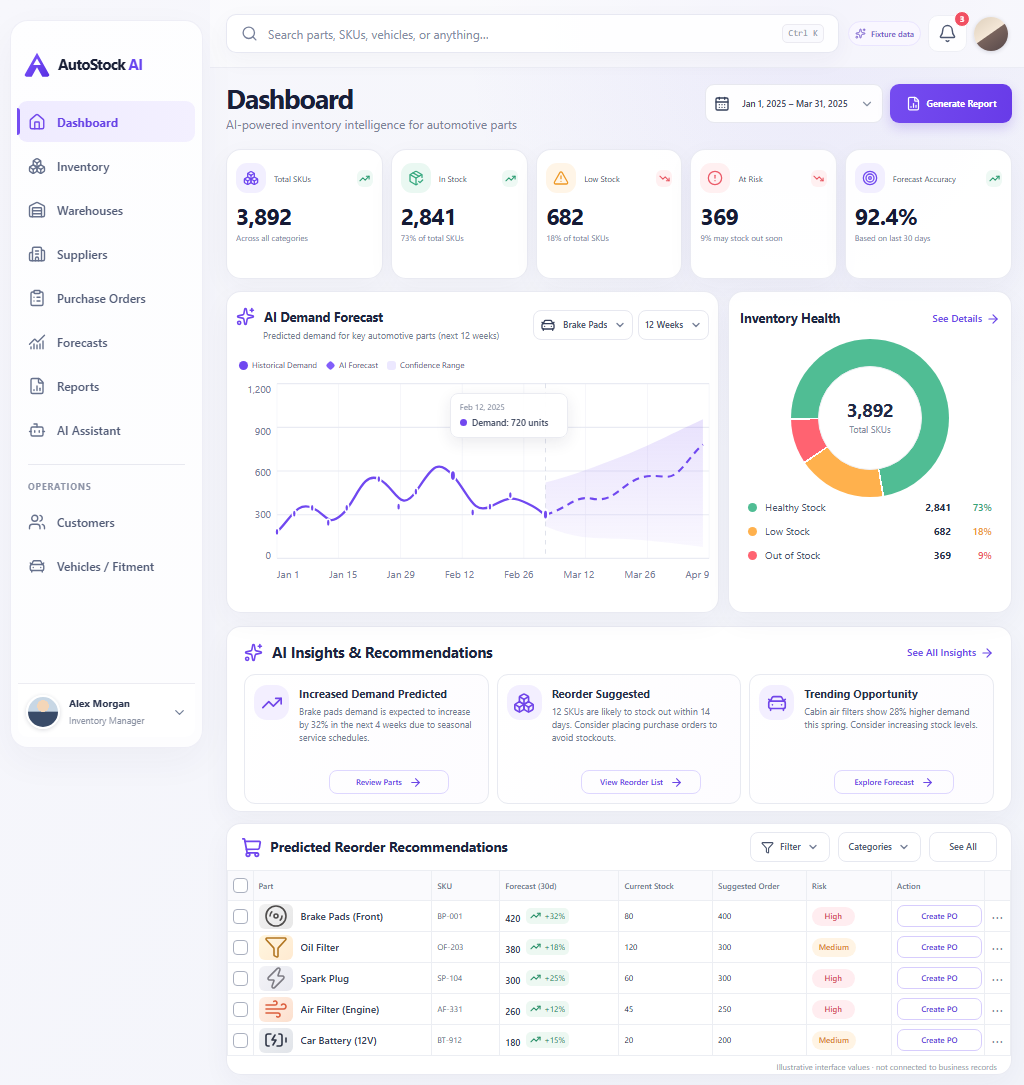 AutoStock AI
Dashboard
Inventory
Warehouses
Suppliers
Purchase Orders
Forecasts
Reports
AI Assistant
OPERATIONS
Customers
Vehicles / Fitment
Alex Morgan
Inventory Manager
Search parts, SKUs, vehicles, or anything...
Ctrl K
Fixture data
3
Dashboard
AI-powered inventory intelligence for automotive parts
Jan 1, 2025 – Mar 31, 2025
Generate Report
Total SKUs
3,892
Across all categories
In Stock
2,841
73% of total SKUs
Low Stock
682
18% of total SKUs
At Risk
369
9% may stock out soon
Forecast Accuracy
92.4%
Based on last 30 days
AI Demand Forecast
Predicted demand for key automotive parts (next 12 weeks)
Brake Pads
12 Weeks
Historical Demand AI Forecast Confidence Range
1,200
900
600
300
0
Feb 12, 2025
Demand: 720 units
Jan 1 Jan 15 Jan 29 Feb 12 Feb 26 Mar 12 Mar 26 Apr 9
Inventory Health
See Details
3,892
Total SKUs
Healthy Stock 2,841 73%
Low Stock 682 18%
Out of Stock 369 9%
AI Insights & Recommendations
See All Insights
Increased Demand Predicted
Brake pads demand is expected to increase
by 32% in the next 4 weeks due to seasonal
service schedules.
Review Parts
Reorder Suggested
12 SKUs are likely to stock out within 14
days. Consider placing purchase orders to
avoid stockouts.
View Reorder List
Trending Opportunity
Cabin air filters show 28% higher demand
this spring. Consider increasing stock levels.
Explore Forecast
Predicted Reorder Recommendations
Filter
Categories
See All
Part SKU Forecast (30d) Current Stock Suggested Order Risk Action
Brake Pads (Front) BP-001 420 +32% 80 400 High Create PO ...
Oil Filter OF-203 380 +18% 120 300 Medium Create PO ...
Spark Plug SP-104 300 +25% 60 300 High Create PO ...
Air Filter (Engine) AF-331 260 +12% 45 250 High Create PO ...
Car Battery (12V) BT-912 180 +15% 20 200 Medium Create PO ...
Illustrative interface values · not connected to business records